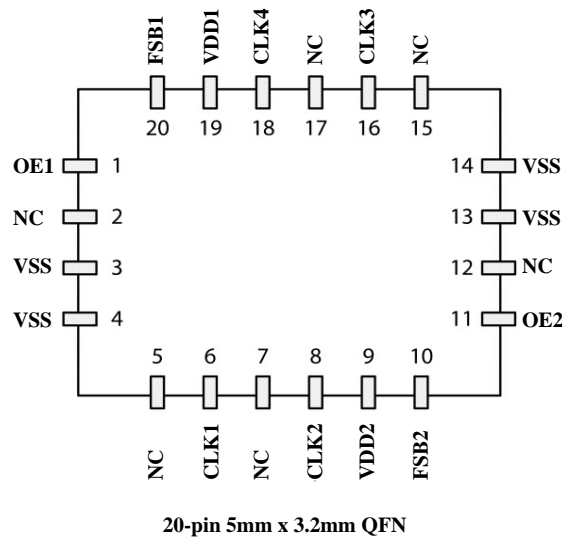 FSB1 VDD1 CLK4 NC CLK3 NC
20 19 18 17 16 15
OE1 1 14 VSS
NC 2 13 VSS
VSS 3 12 NC
VSS 4 11 OE2
5 6 7 8 9 10
NC CLK1 NC CLK2 VDD2 FSB2
20-pin 5mm x 3.2mm QFN